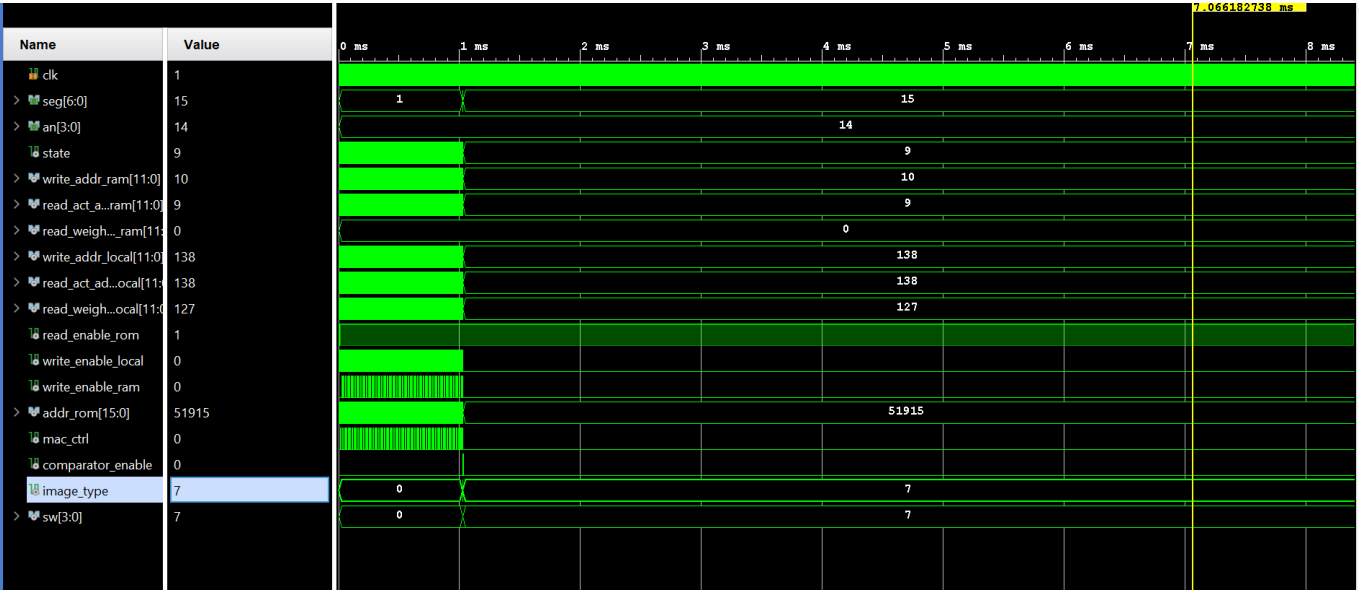 7.066182738 ms
Name Value 0 ms 1 ms 2 ms 3 ms 4 ms 5 ms 6 ms 7 ms 8 ms
clk 1
seg[6:0] 15 1 15
an[3:0] 14 14
state 9 9
write_addr_ram[11:0] 10 10
read_act_a...ram[11:0] 9 9
read_weigh..._ram[11: 0 0
write_addr_local[11:0] 138 138
read_act_ad...ocal[11: 138 138
read_weigh...ocal[11:0 127 127
read_enable_rom 1
write_enable_local 0
write_enable_ram 0
addr_rom[15:0] 51915 51915
mac_ctrl 0
comparator_enable 0
image_type 7 0 7
sw[3:0] 7 0 7